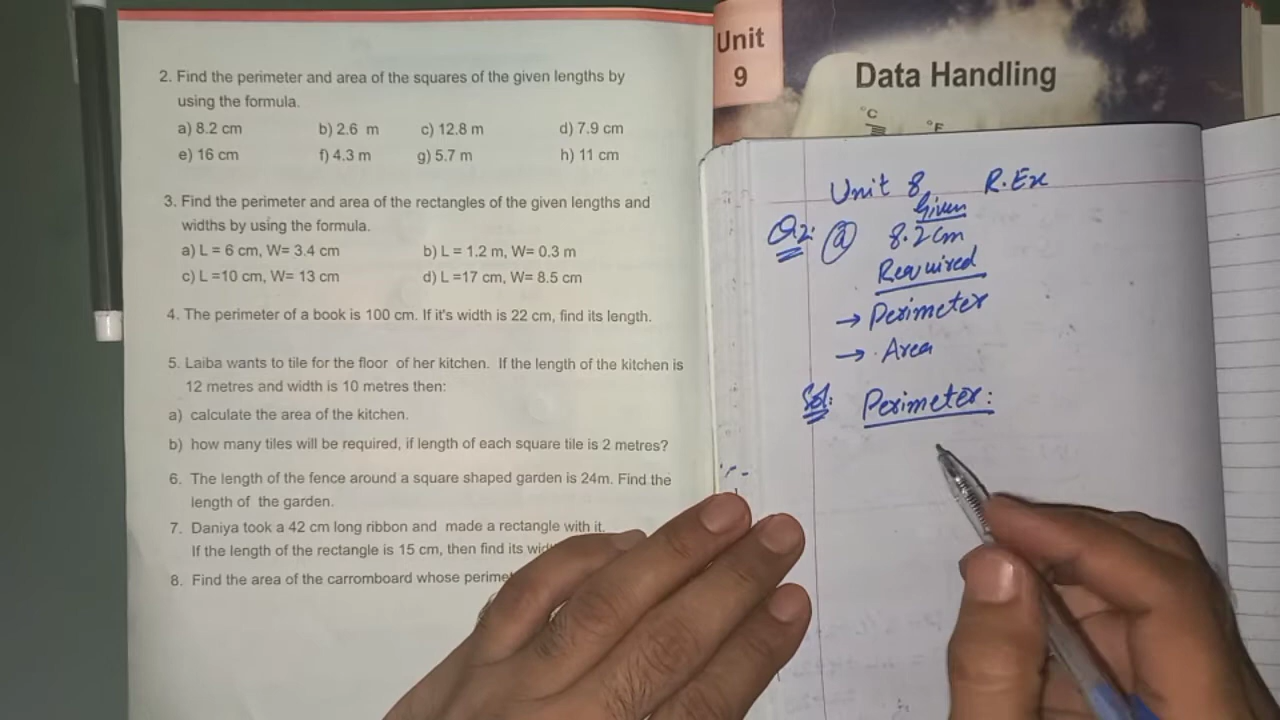 2. Find the perimeter and area of the squares of the given lengths by
using the formula.
a) 8.2 cm b) 2.6 m c) 12.8 m d) 7.9 cm
e) 16 cm f) 4.3 m g) 5.7 m h) 11 cm
3. Find the perimeter and area of the rectangles of the given lengths and
widths by using the formula.
a) L = 6 cm, W= 3.4 cm b) L = 1.2 m, W= 0.3 m
c) L =10 cm, W= 13 cm d) L =17 cm, W= 8.5 cm
4. The perimeter of a book is 100 cm. If it's width is 22 cm, find its length.
5. Laiba wants to tile for the floor of her kitchen. If the length of the kitchen is
12 metres and width is 10 metres then:
a) calculate the area of the kitchen.
b) how many tiles will be required, if length of each square tile is 2 metres?
6. The length of the fence around a square shaped garden is 24m. Find the
length of the garden.
7. Daniya took a 42 cm long ribbon and made a rectangle with it.
If the length of the rectangle is 15 cm, then find its
8. Find the area of the carromboard whose
Unit
9
Data Handling
°C °F
Unit 8, R.Ex
Given
Q2: (a) 8.2cm
Required
→ Perimeter
→ Area
Sol: Perimeter: